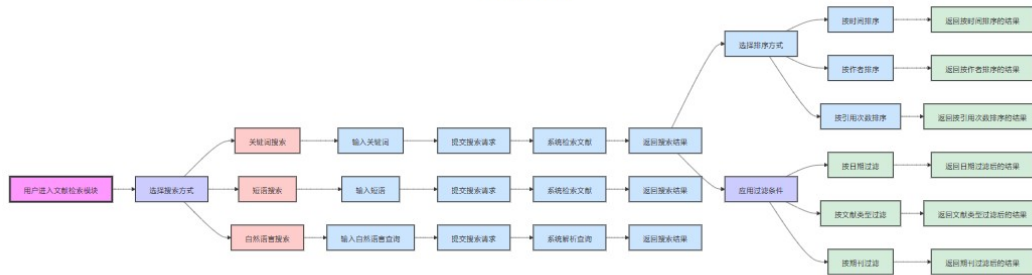 按时间排序
返回按时间排序的结果
选择排序方式
按作者排序
返回按作者排序的结果
按引用次数排序
返回按引用次数排序的结果
关键词搜索
输入关键词
提交搜索请求
系统检索文献
返回搜索结果
按日期过滤
返回日期过滤后的结果
用户进入文献检索模块
选择搜索方式
短语搜索
输入短语
提交搜索请求
系统检索文献
返回搜索结果
应用过滤条件
按文献类型过滤
返回文献类型过滤后的结果
自然语言搜索
输入自然语言查询
提交搜索请求
系统解析查询
返回搜索结果
按期刊过滤
返回期刊过滤后的结果